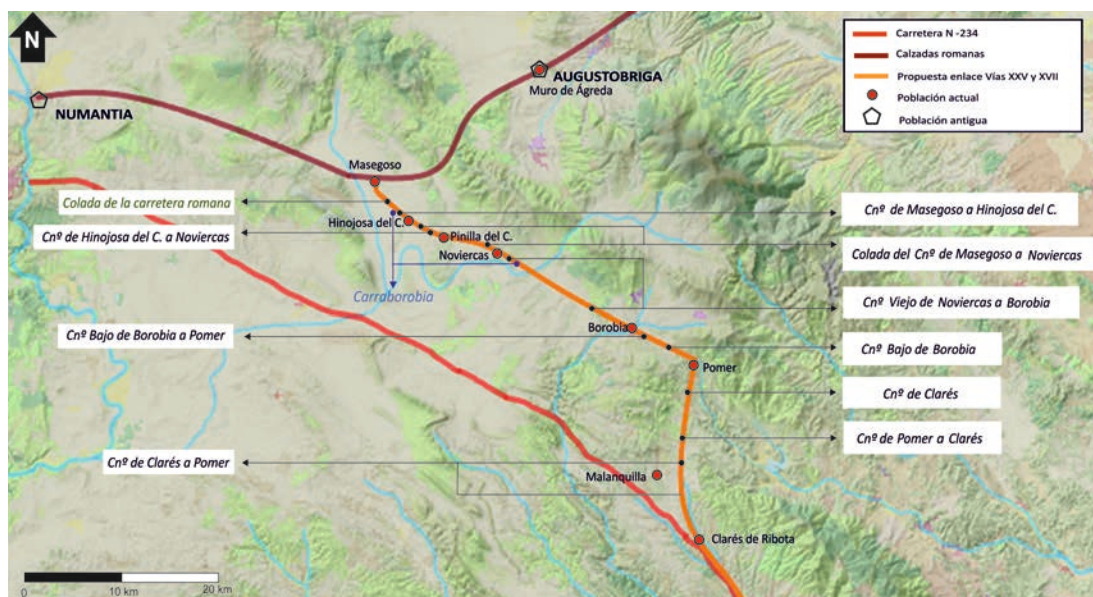 N
NUMANTIA
AUGUSTOBRIGA
Muro de Ágreda
Carretera N -234
Calzadas romanas
Propuesta enlace Vías XXV y XVII
Población actual
Población antigua
Masegoso
Colada de la carretera romana
Hinojosa del C.
Cnº de Masegoso a Hinojosa del C.
Cnº de Hinojosa del C. a Noviercas
Pinilla del C.
Noviercas
Colada del Cnº de Masegoso a Noviercas
Carraborobia
Cnº Viejo de Noviercas a Borobia
Cnº Bajo de Borobia a Pomer
Borobia
Cnº Bajo de Borobia
Pomer
Cnº de Clarés
Cnº de Pomer a Clarés
Cnº de Clarés a Pomer
Malanquilla
Clarés de Ribota
0
10 km
20 km